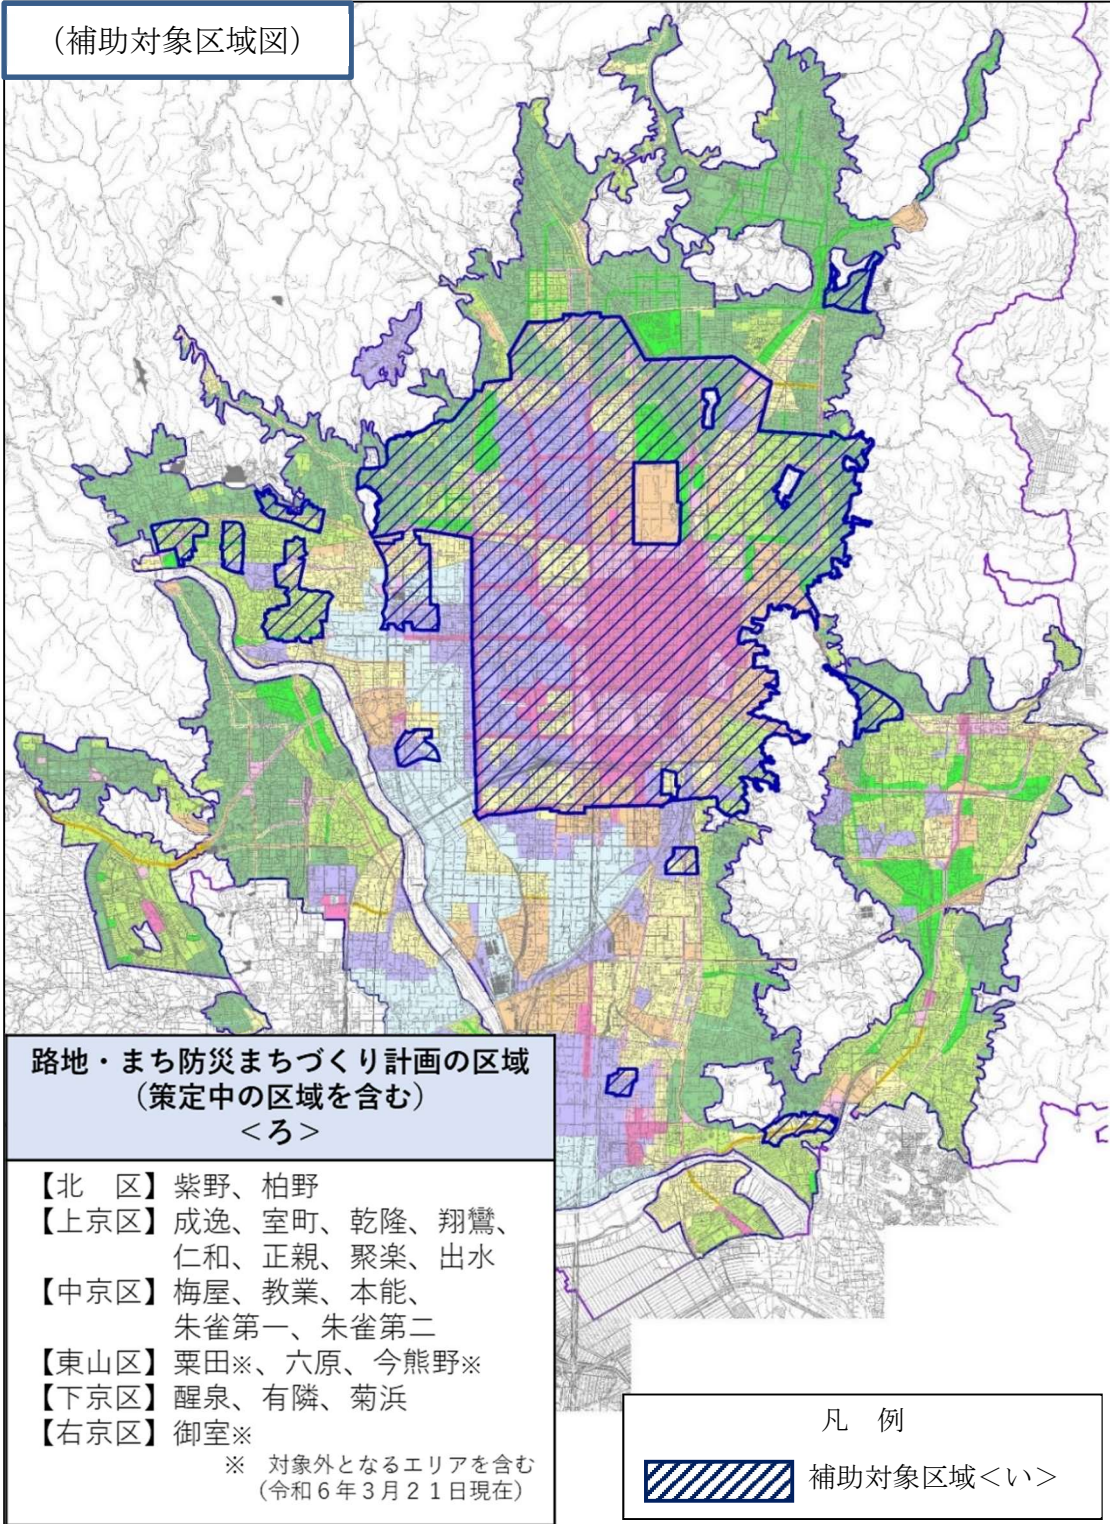 （補助対象区域図）
路地・まち防災まちづくり計画の区域
（策定中の区域を含む）
＜ろ＞
【北　区】紫野、柏野
【上京区】成逸、室町、乾隆、翔鸞、
仁和、正親、聚楽、出水
【中京区】梅屋、教業、本能、
朱雀第一、朱雀第二
【東山区】粟田※、六原、今熊野※
【下京区】醒泉、有隣、菊浜
【右京区】御室※
※　対象外となるエリアを含む
（令和６年３月２１日現在）
凡　例
補助対象区域＜い＞